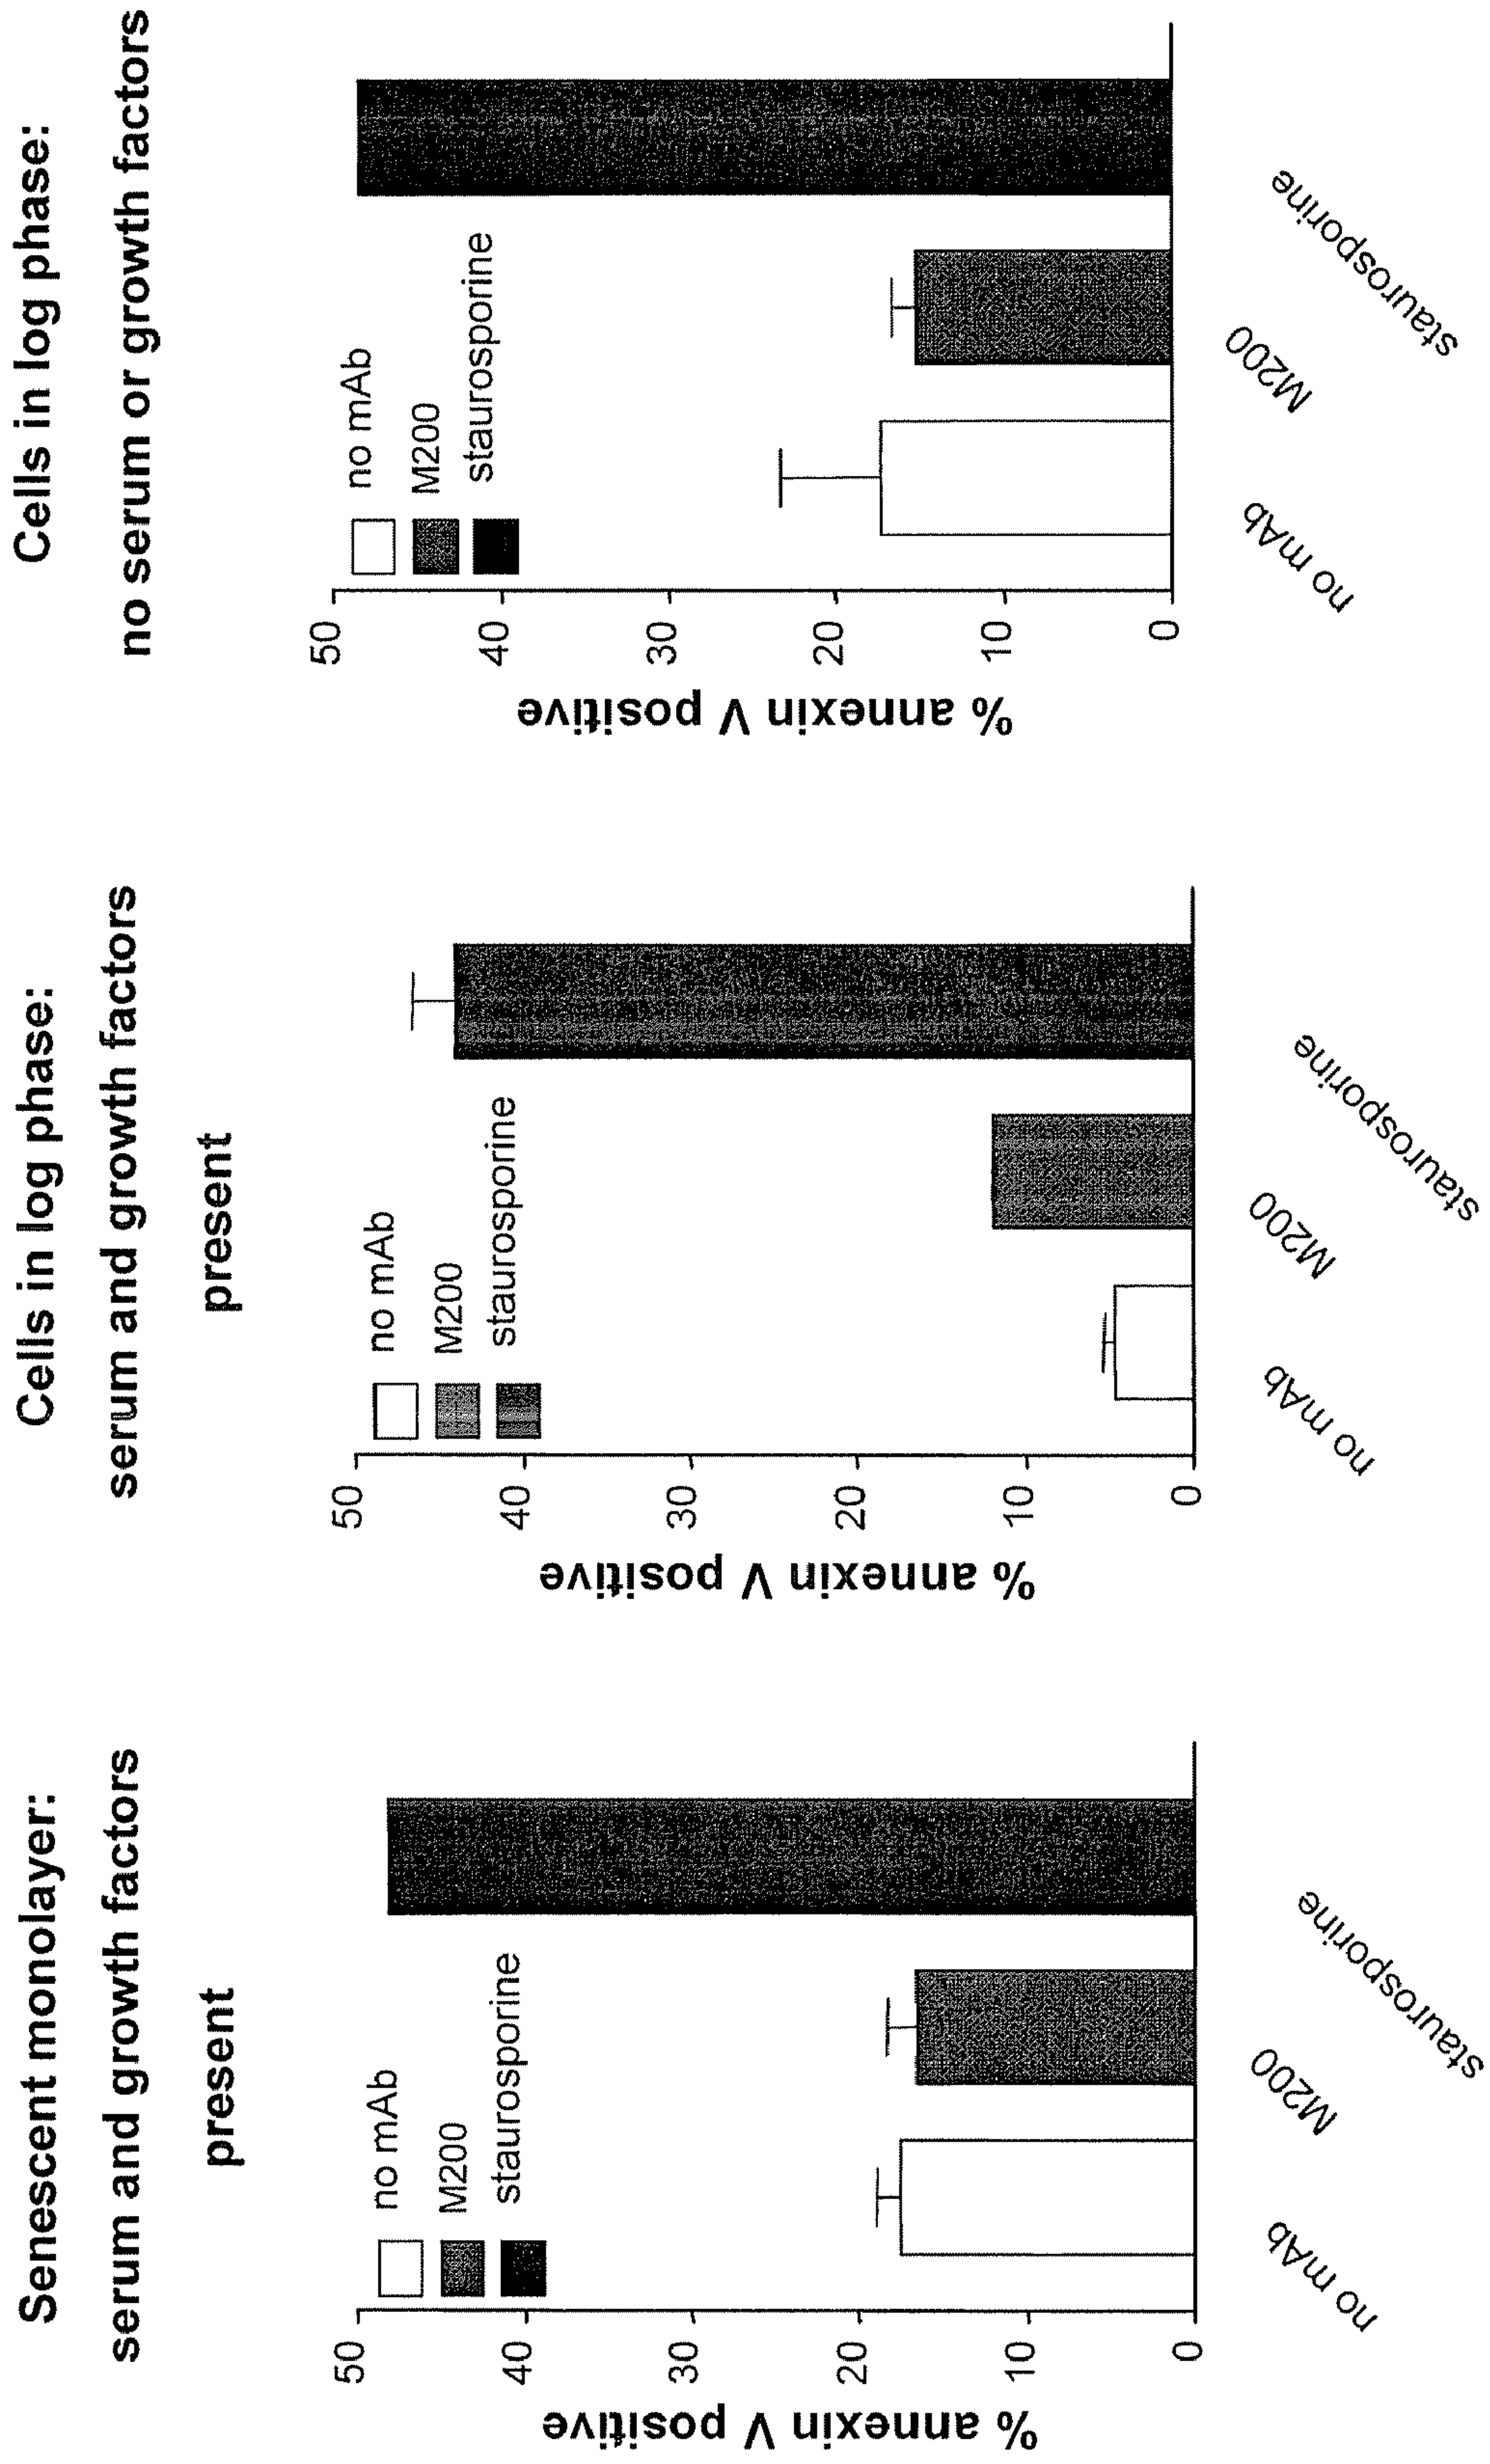 Senescent monolayer:
serum and growth factors
present
no mAb
M200
staurosporine
50
40
30
20
10
0
% annexin V positive
no mAb
M200
staurosporine
Cells in log phase:
serum and growth factors
present
no mAb
M200
staurosporine
50
40
30
20
10
0
% annexin V positive
no mAb
M200
staurosporine
Cells in log phase:
no serum or growth factors
no mAb
M200
staurosporine
50
40
30
20
10
0
% annexin V positive
no mAb
M200
staurosporine